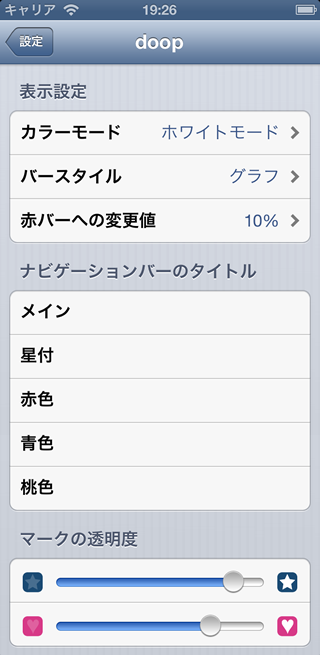 キャリア 19:26
設定 doop
表示設定
カラーモード ホワイトモード
バースタイル グラフ
赤バーへの変更値 10%
ナビゲーションバーのタイトル
メイン
星付
赤色
青色
桃色
マークの透明度